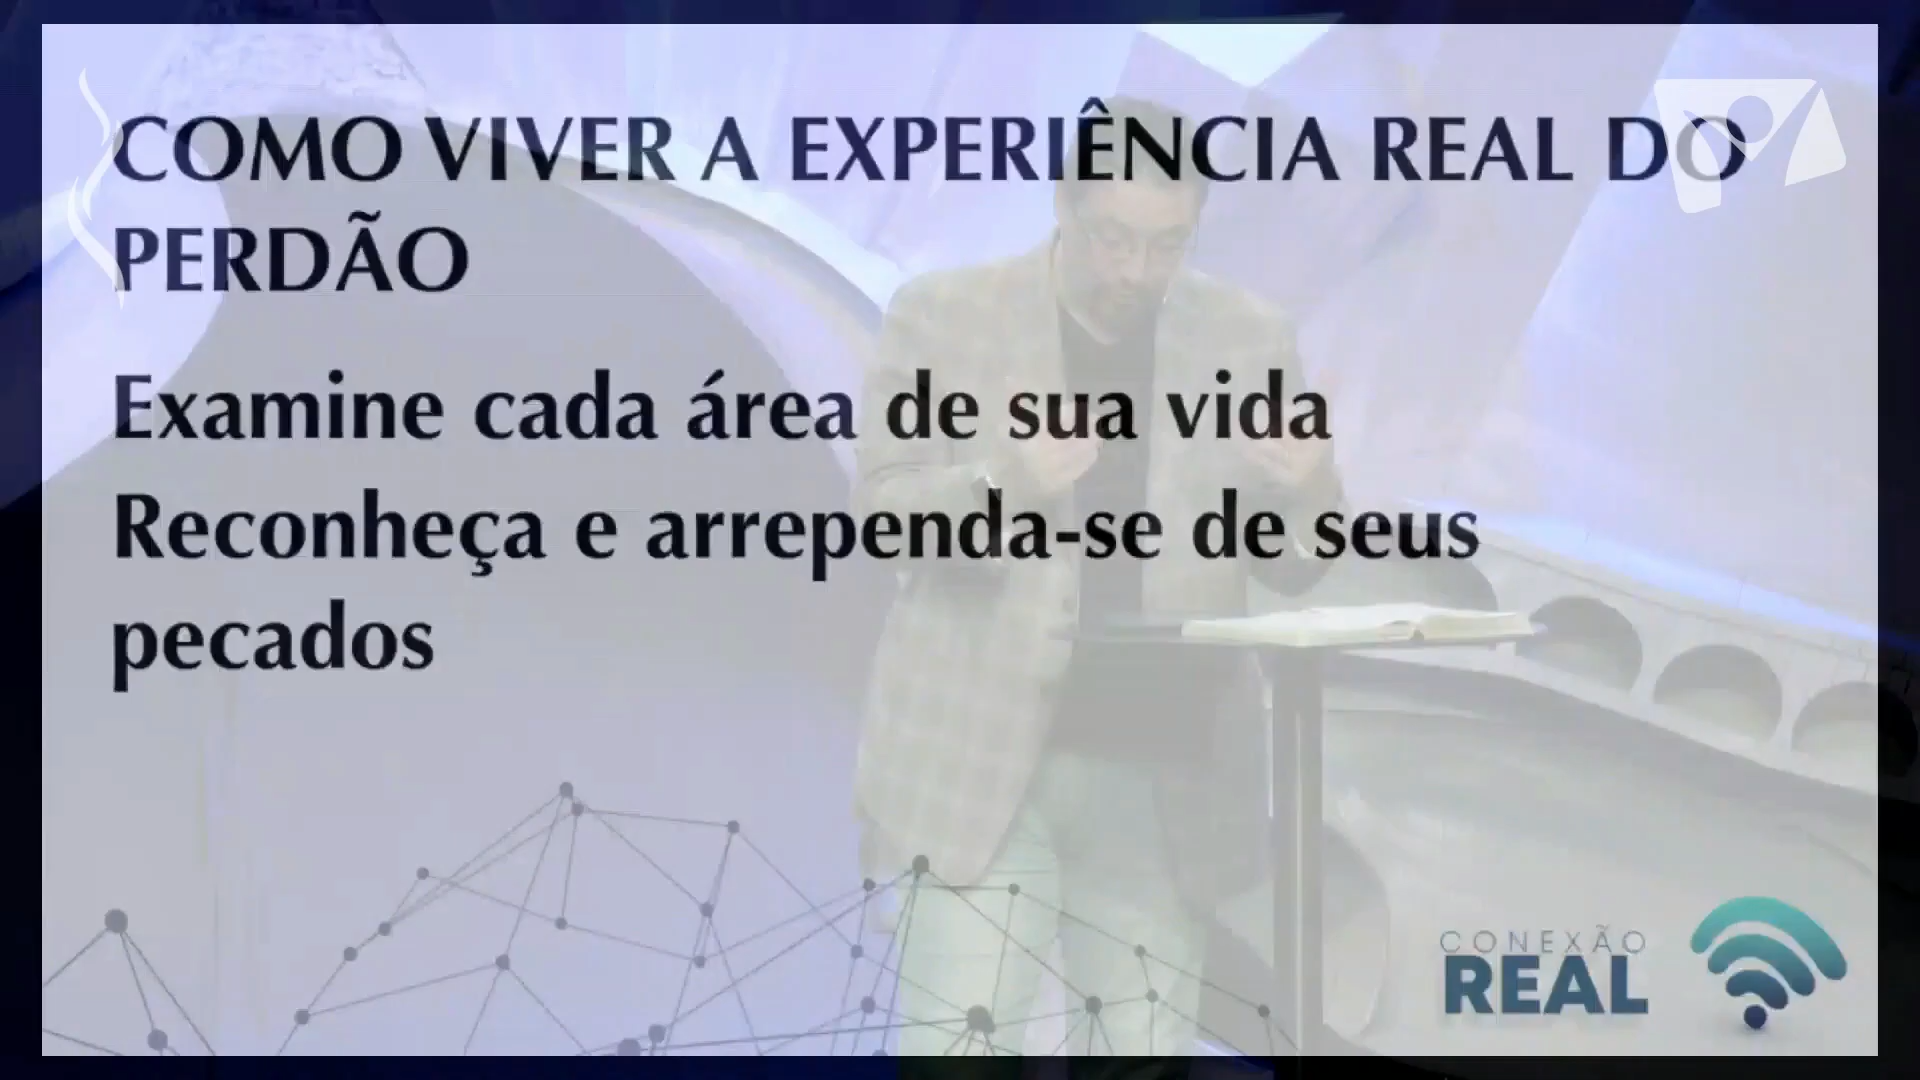 COMO VIVER A EXPERIÊNCIA REAL DO
PERDÃO
Examine cada área de sua vida
Reconheça e arrependa-se de seus
pecados
CONEXÃO
REAL